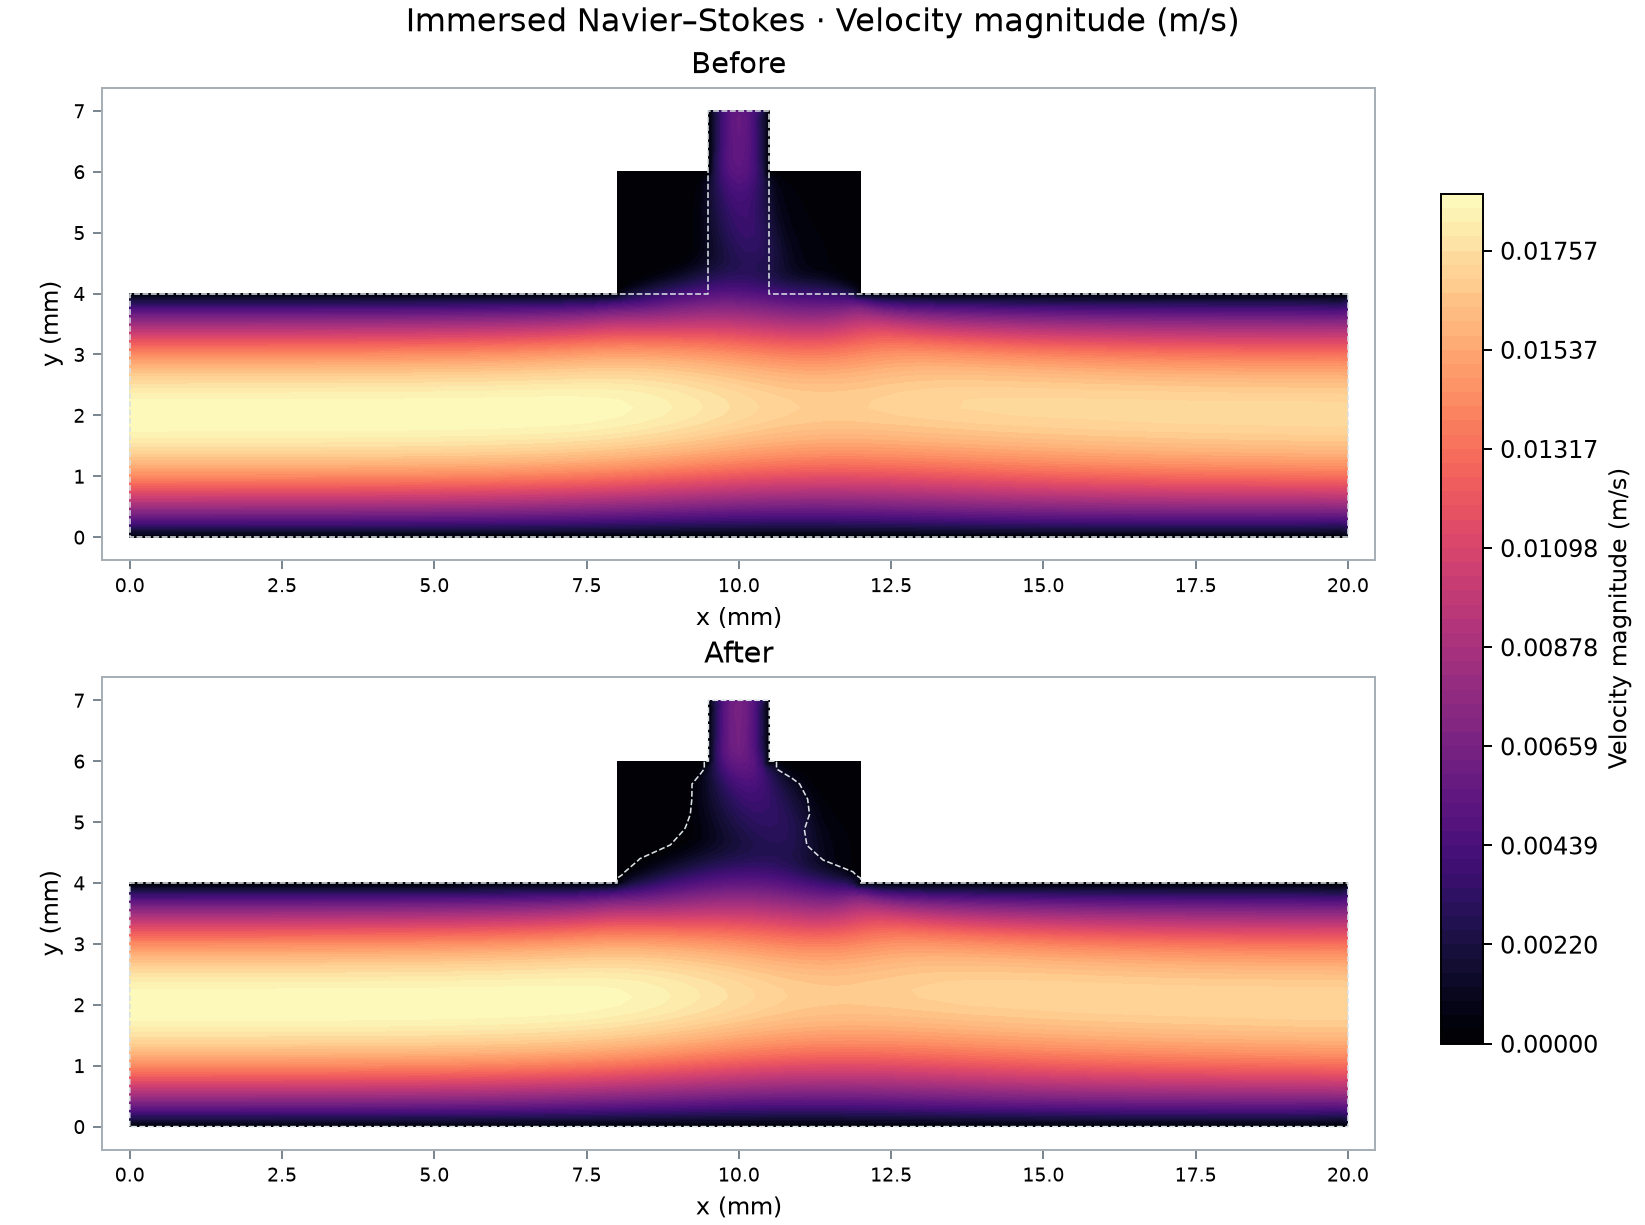 Immersed Navier–Stokes · Velocity magnitude (m/s)
Before
7
6
5
4
3
2
1
0
y (mm)
0.0 2.5 5.0 7.5 10.0 12.5 15.0 17.5 20.0
x (mm)
After
7
6
5
4
3
2
1
0
y (mm)
0.0 2.5 5.0 7.5 10.0 12.5 15.0 17.5 20.0
x (mm)
0.01757
0.01537
0.01317
0.01098
0.00878
0.00659
0.00439
0.00220
0.00000
Velocity magnitude (m/s)